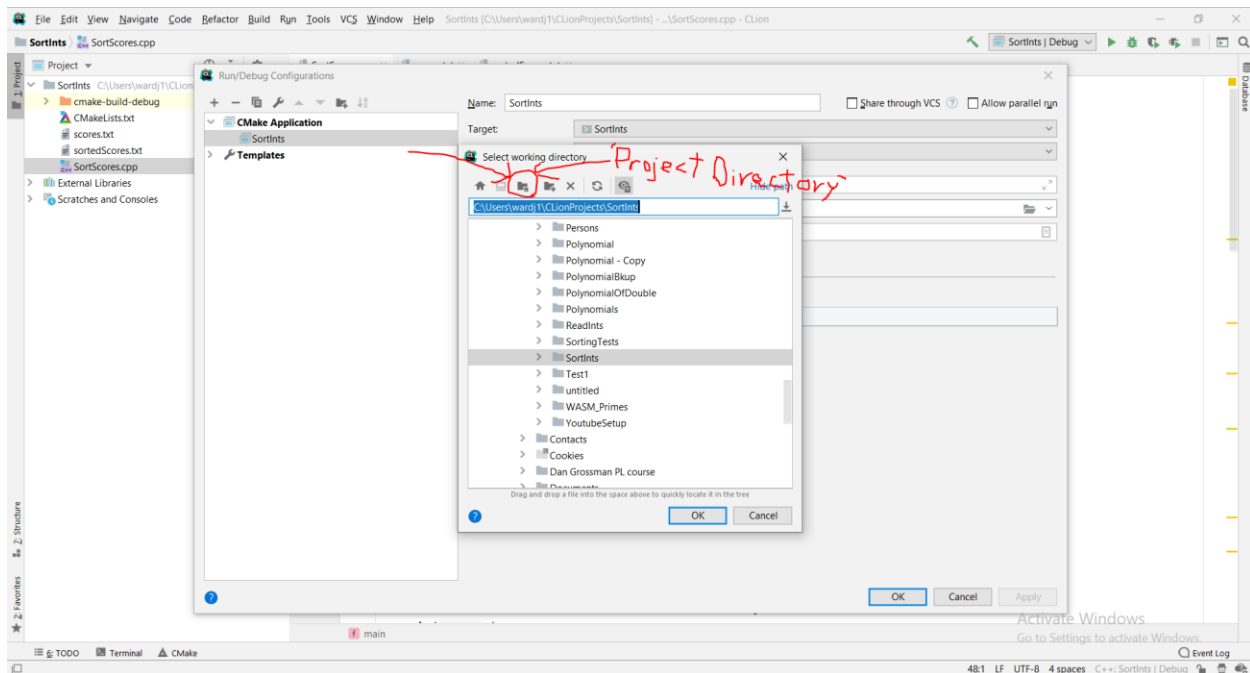 File Edit View Navigate Code Refactor Build Run Tools VCS Window Help SortInts [C:\Users\wardj1\CLionProjects\SortInts] - ...\SortScores.cpp - CLion
SortInts SortScores.cpp
SortInts | Debug
1: Project
Project
SortInts C:\Users\wardj1\CLion
cmake-build-debug
CMakeLists.txt
scores.txt
sortedScores.txt
SortScores.cpp
External Libraries
Scratches and Consoles
Run/Debug Configurations
CMake Application
SortInts
Templates
Name: SortInts
Share through VCS Allow parallel run
Target: SortInts
Select working directory
Project Directory
Hide path
C:\Users\wardj1\CLionProjects\SortInts
Persons
Polynomial
Polynomial - Copy
PolynomialBkup
PolynomialOfDouble
Polynomials
ReadInts
SortingTests
SortInts
Test1
untitled
WASM_Primes
YoutubeSetup
Contacts
Cookies
Dan Grossman PL course
Documents
Drag and drop a file into the space above to quickly locate it in the tree
OK Cancel
OK Cancel Apply
Database
Z: Structure
2: Favorites
main
Activate Windows
Go to Settings to activate Windows.
6: TODO Terminal CMake Event Log
48:1 LF UTF-8 4 spaces C++: SortInts | Debug